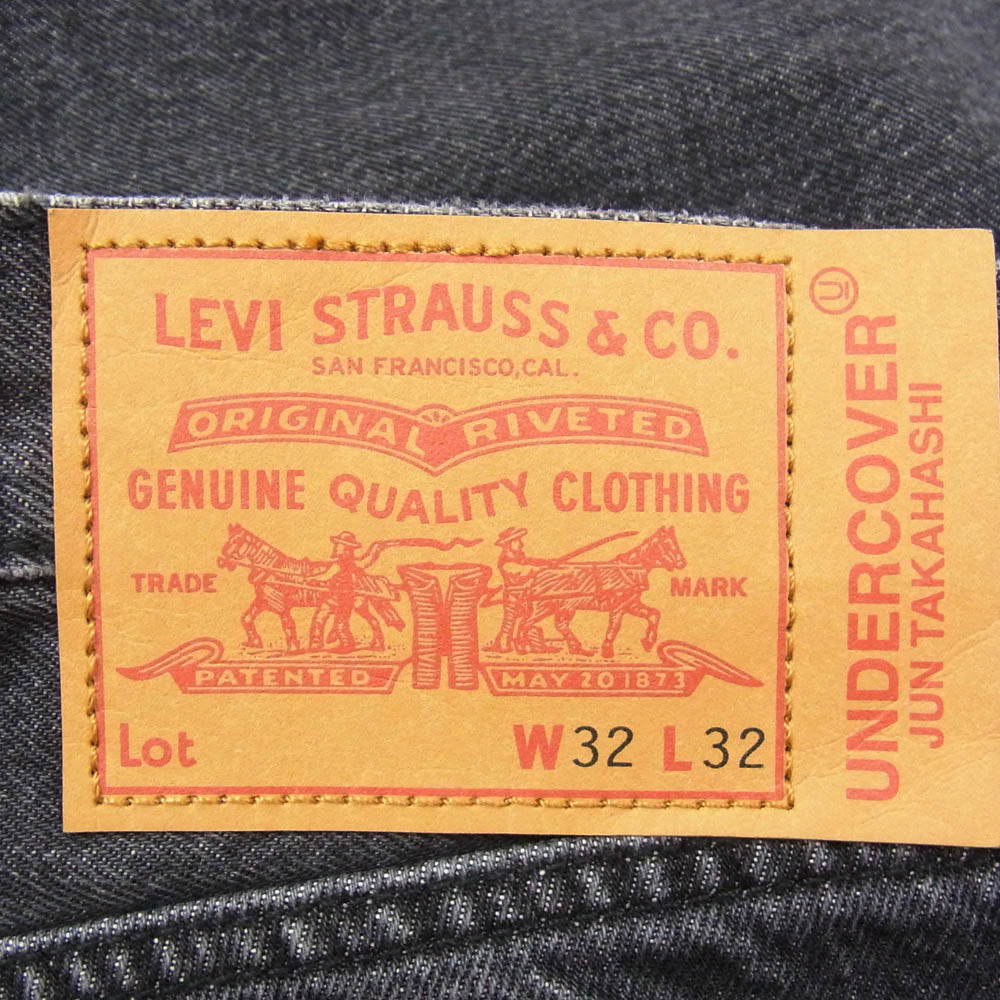 LEVI STRAUSS & CO.
SAN FRANCISCO, CAL.
ORIGINAL RIVETED
GENUINE QUALITY CLOTHING
TRADE MARK
PATENTED MAY 20 1873
Lot W32 L32
UNDERCOVER
JUN TAKAHASHI